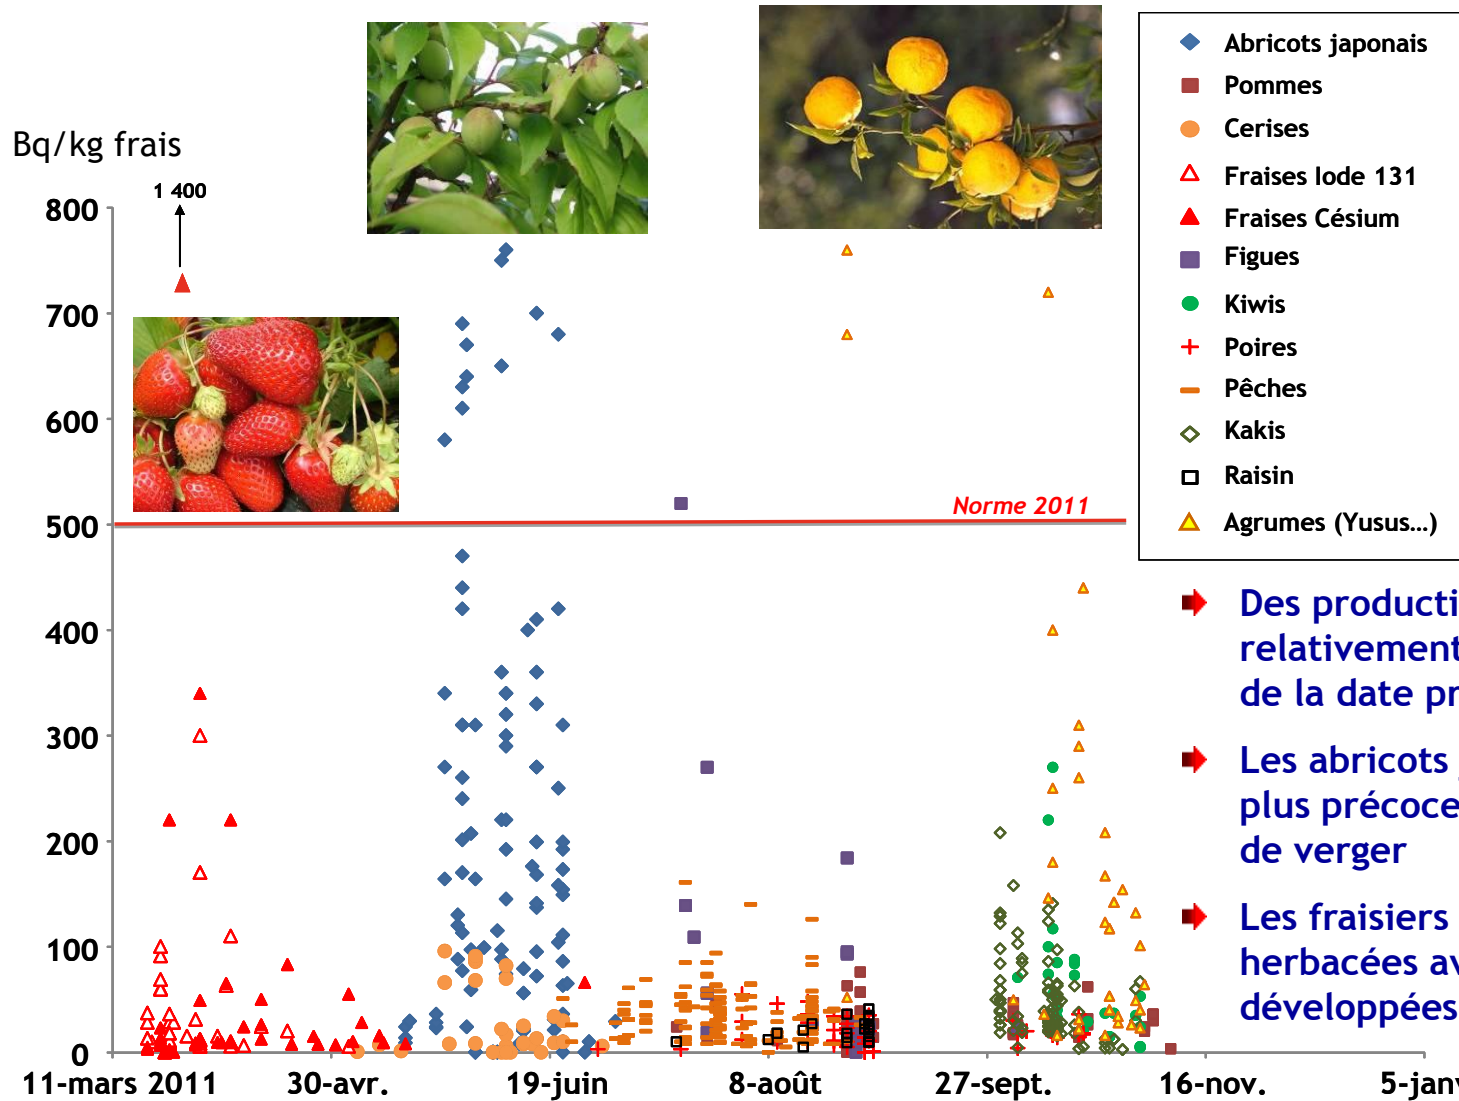 Abricots japonais
Pommes
Cerises
Fraises Iode 131
Fraises Césium
Figues
Kiwis
Poires
Pêches
Kakis
Raisin
Agrumes (Yusus...)
Bq/kg frais
1 400
800
700
600
500
400
300
200
100
0
Norme 2011
11-mars 2011
30-avr.
19-juin
8-août
27-sept.
16-nov.
5-janv
Des producti
relativement
de la date pr
Les abricots
plus précoce
de verger
Les fraisiers
herbacées av
développées